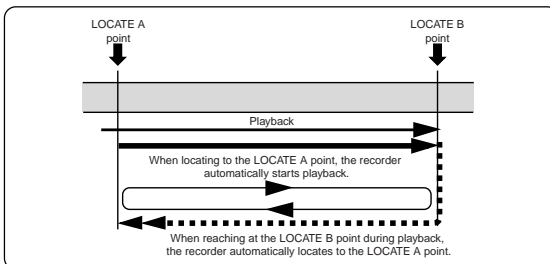 LOCATE A
point
LOCATE B
point
Playback
When locating to the LOCATE A point, the recorder
automatically starts playback.
When reaching at the LOCATE B point during playback,
the recorder automatically locates to the LOCATE A point.